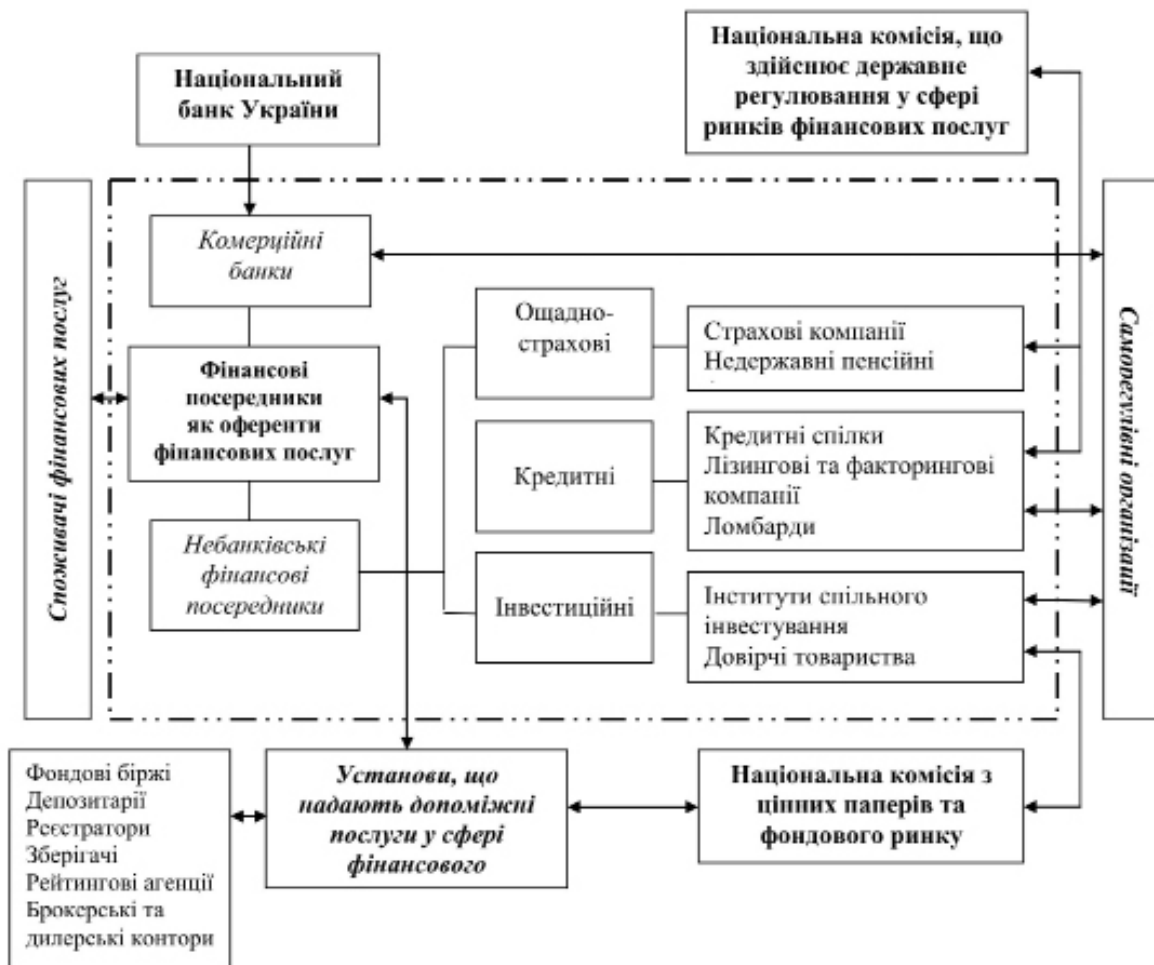 Національний
банк України
Національна комісія, що
здійснює державне
регулювання у сфері
ринків фінансових послуг
Споживачі фінансових послуг
Комерційні
банки
Фінансові
посередники
як оференти
фінансових послуг
Небанківські
фінансові
посередники
Ощадно-
страхові
Кредитні
Інвестиційні
Страхові компанії
Недержавні пенсійні
Кредитні спілки
Лізингові та факторингові
компанії
Ломбарди
Інститути спільного
інвестування
Довірчі товариства
Саморегулівні організації
Фондові біржі
Депозитарії
Реєстратори
Зберігачі
Рейтингові агенції
Брокерські та
дилерські контори
Установи, що
надають допоміжні
послуги у сфері
фінансового
Національна комісія з
цінних паперів та
фондового ринку